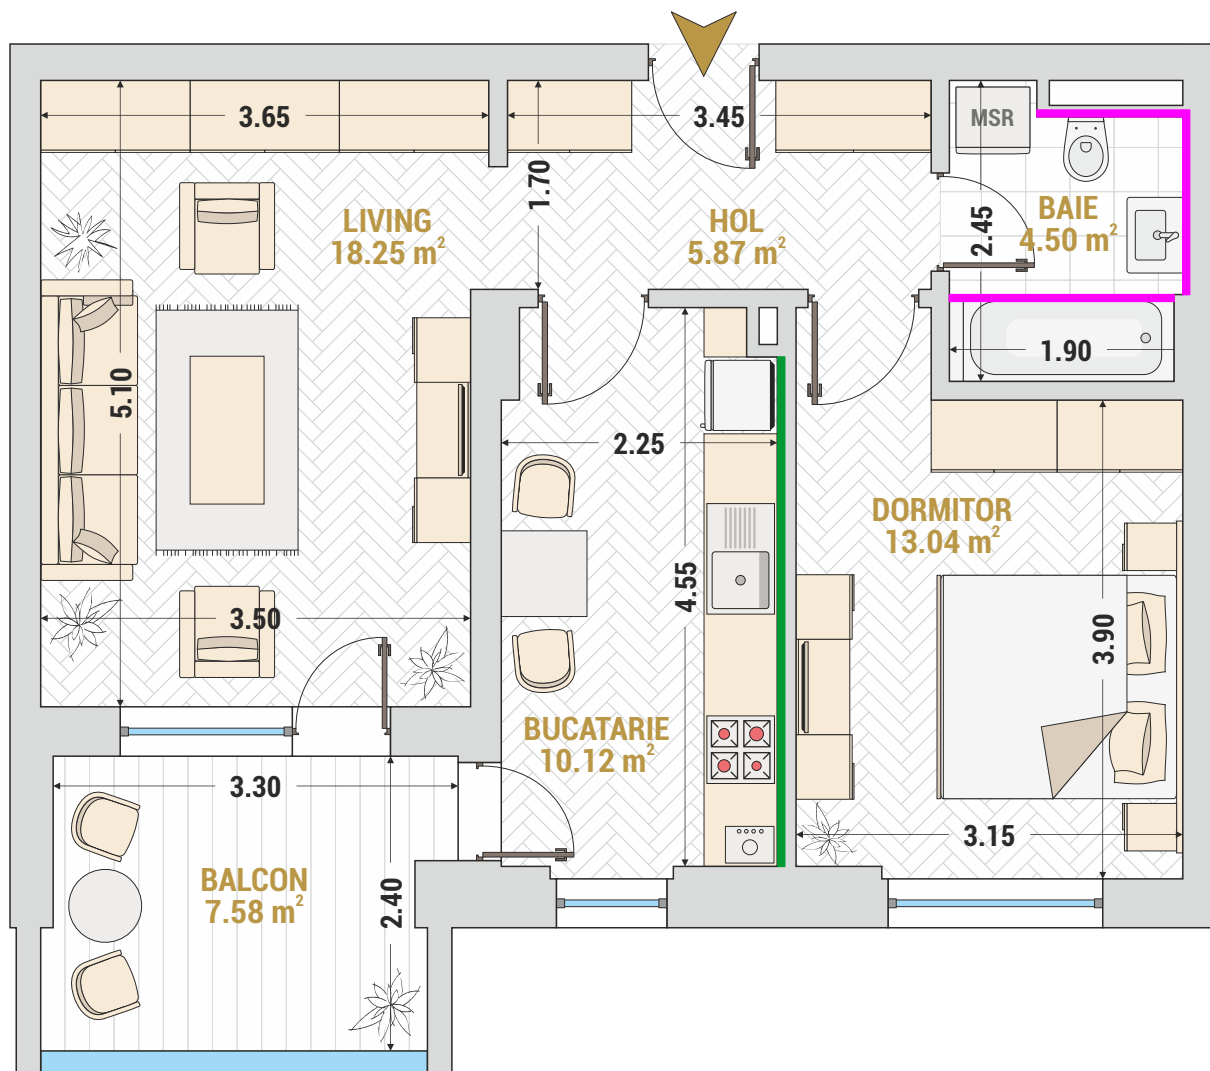 3.65
3.45
MSR
1.70
LIVING
18.25 m²
HOL
5.87 m²
BAIE
4.50 m²
2.45
1.90
5.10
2.25
DORMITOR
13.04 m²
4.55
3.50
3.90
BUCATARIE
10.12 m²
3.30
3.15
BALCON
7.58 m²
2.40